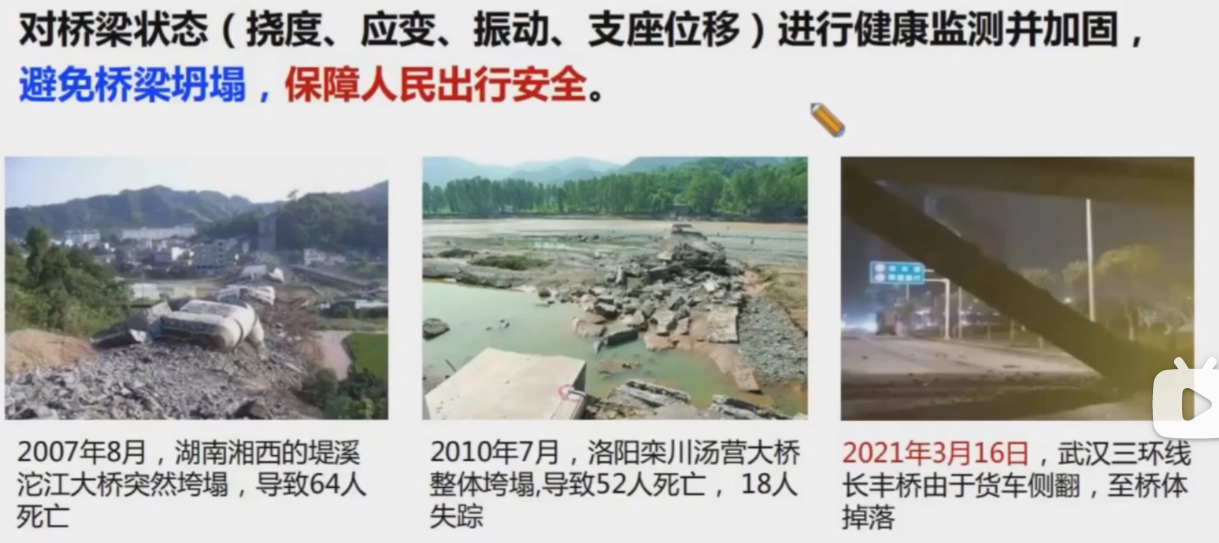 对桥梁状态（挠度、应变、振动、支座位移）进行健康监测并加固，
避免桥梁坍塌，保障人民出行安全。
2007年8月，湖南湘西的堤溪
沱江大桥突然垮塌，导致64人
死亡
2010年7月，洛阳栾川汤营大桥
整体垮塌,导致52人死亡， 18人
失踪
2021年3月16日，武汉三环线
长丰桥由于货车侧翻，至桥体
掉落